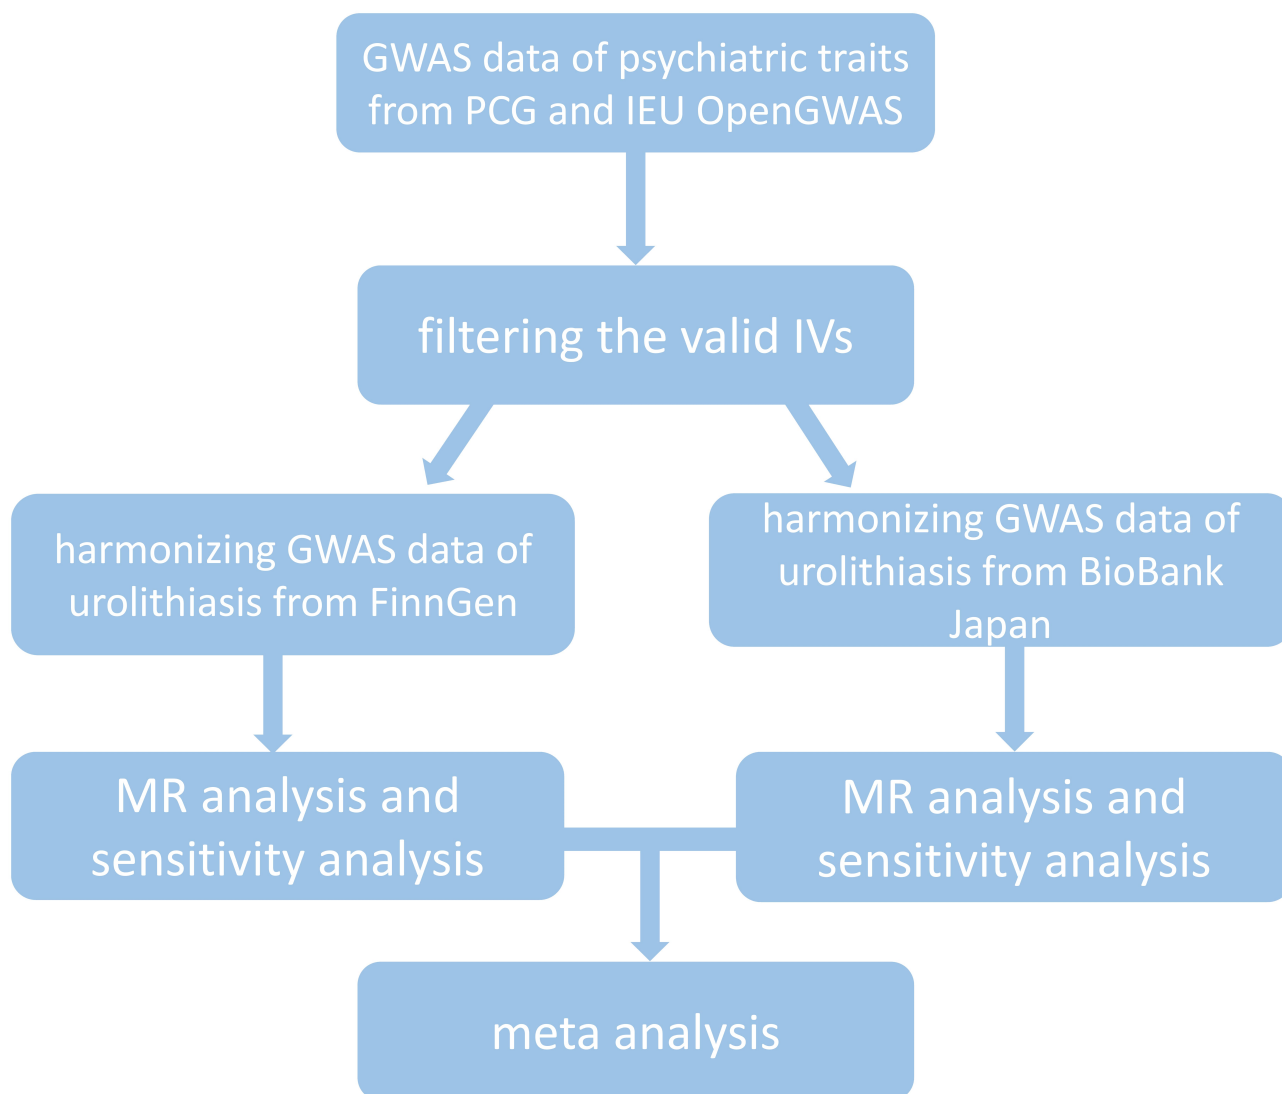 GWAS data of psychiatric traits
from PCG and IEU OpenGWAS
filtering the valid IVs
harmonizing GWAS data of
urolithiasis from FinnGen
harmonizing GWAS data of
urolithiasis from BioBank
Japan
MR analysis and
sensitivity analysis
MR analysis and
sensitivity analysis
meta analysis